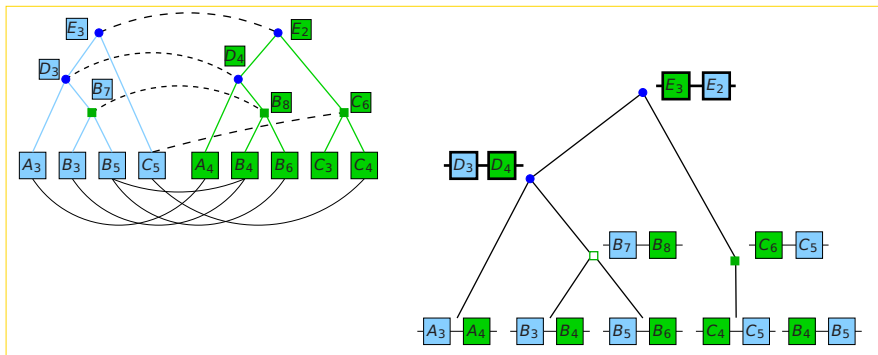 E3 E2
D3 D4
B7 B8 C6
A3 B3 B5 C5 A4 B4 B6 C3 C4
E3 E2
D3 D4
B7 B8 C6 C5
A3 A4 B3 B4 B5 B6 C4 C5 B4 B5